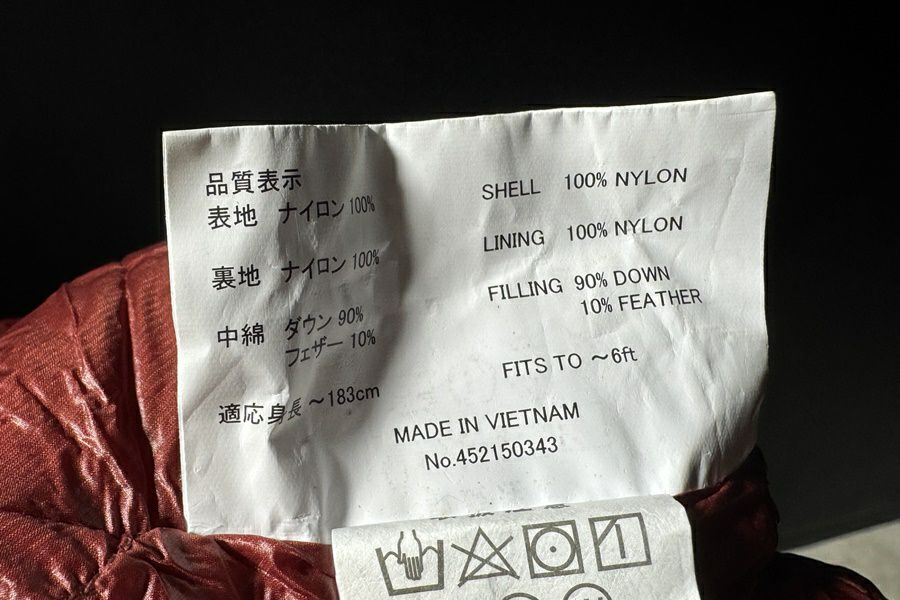 品質表示
表地 ナイロン 100%
裏地 ナイロン 100%
中綿 ダウン 90%
フェザー 10%
適応身長 ～183cm
SHELL 100% NYLON
LINING 100% NYLON
FILLING 90% DOWN
10% FEATHER
FITS TO ～6ft
MADE IN VIETNAM
No.452150343